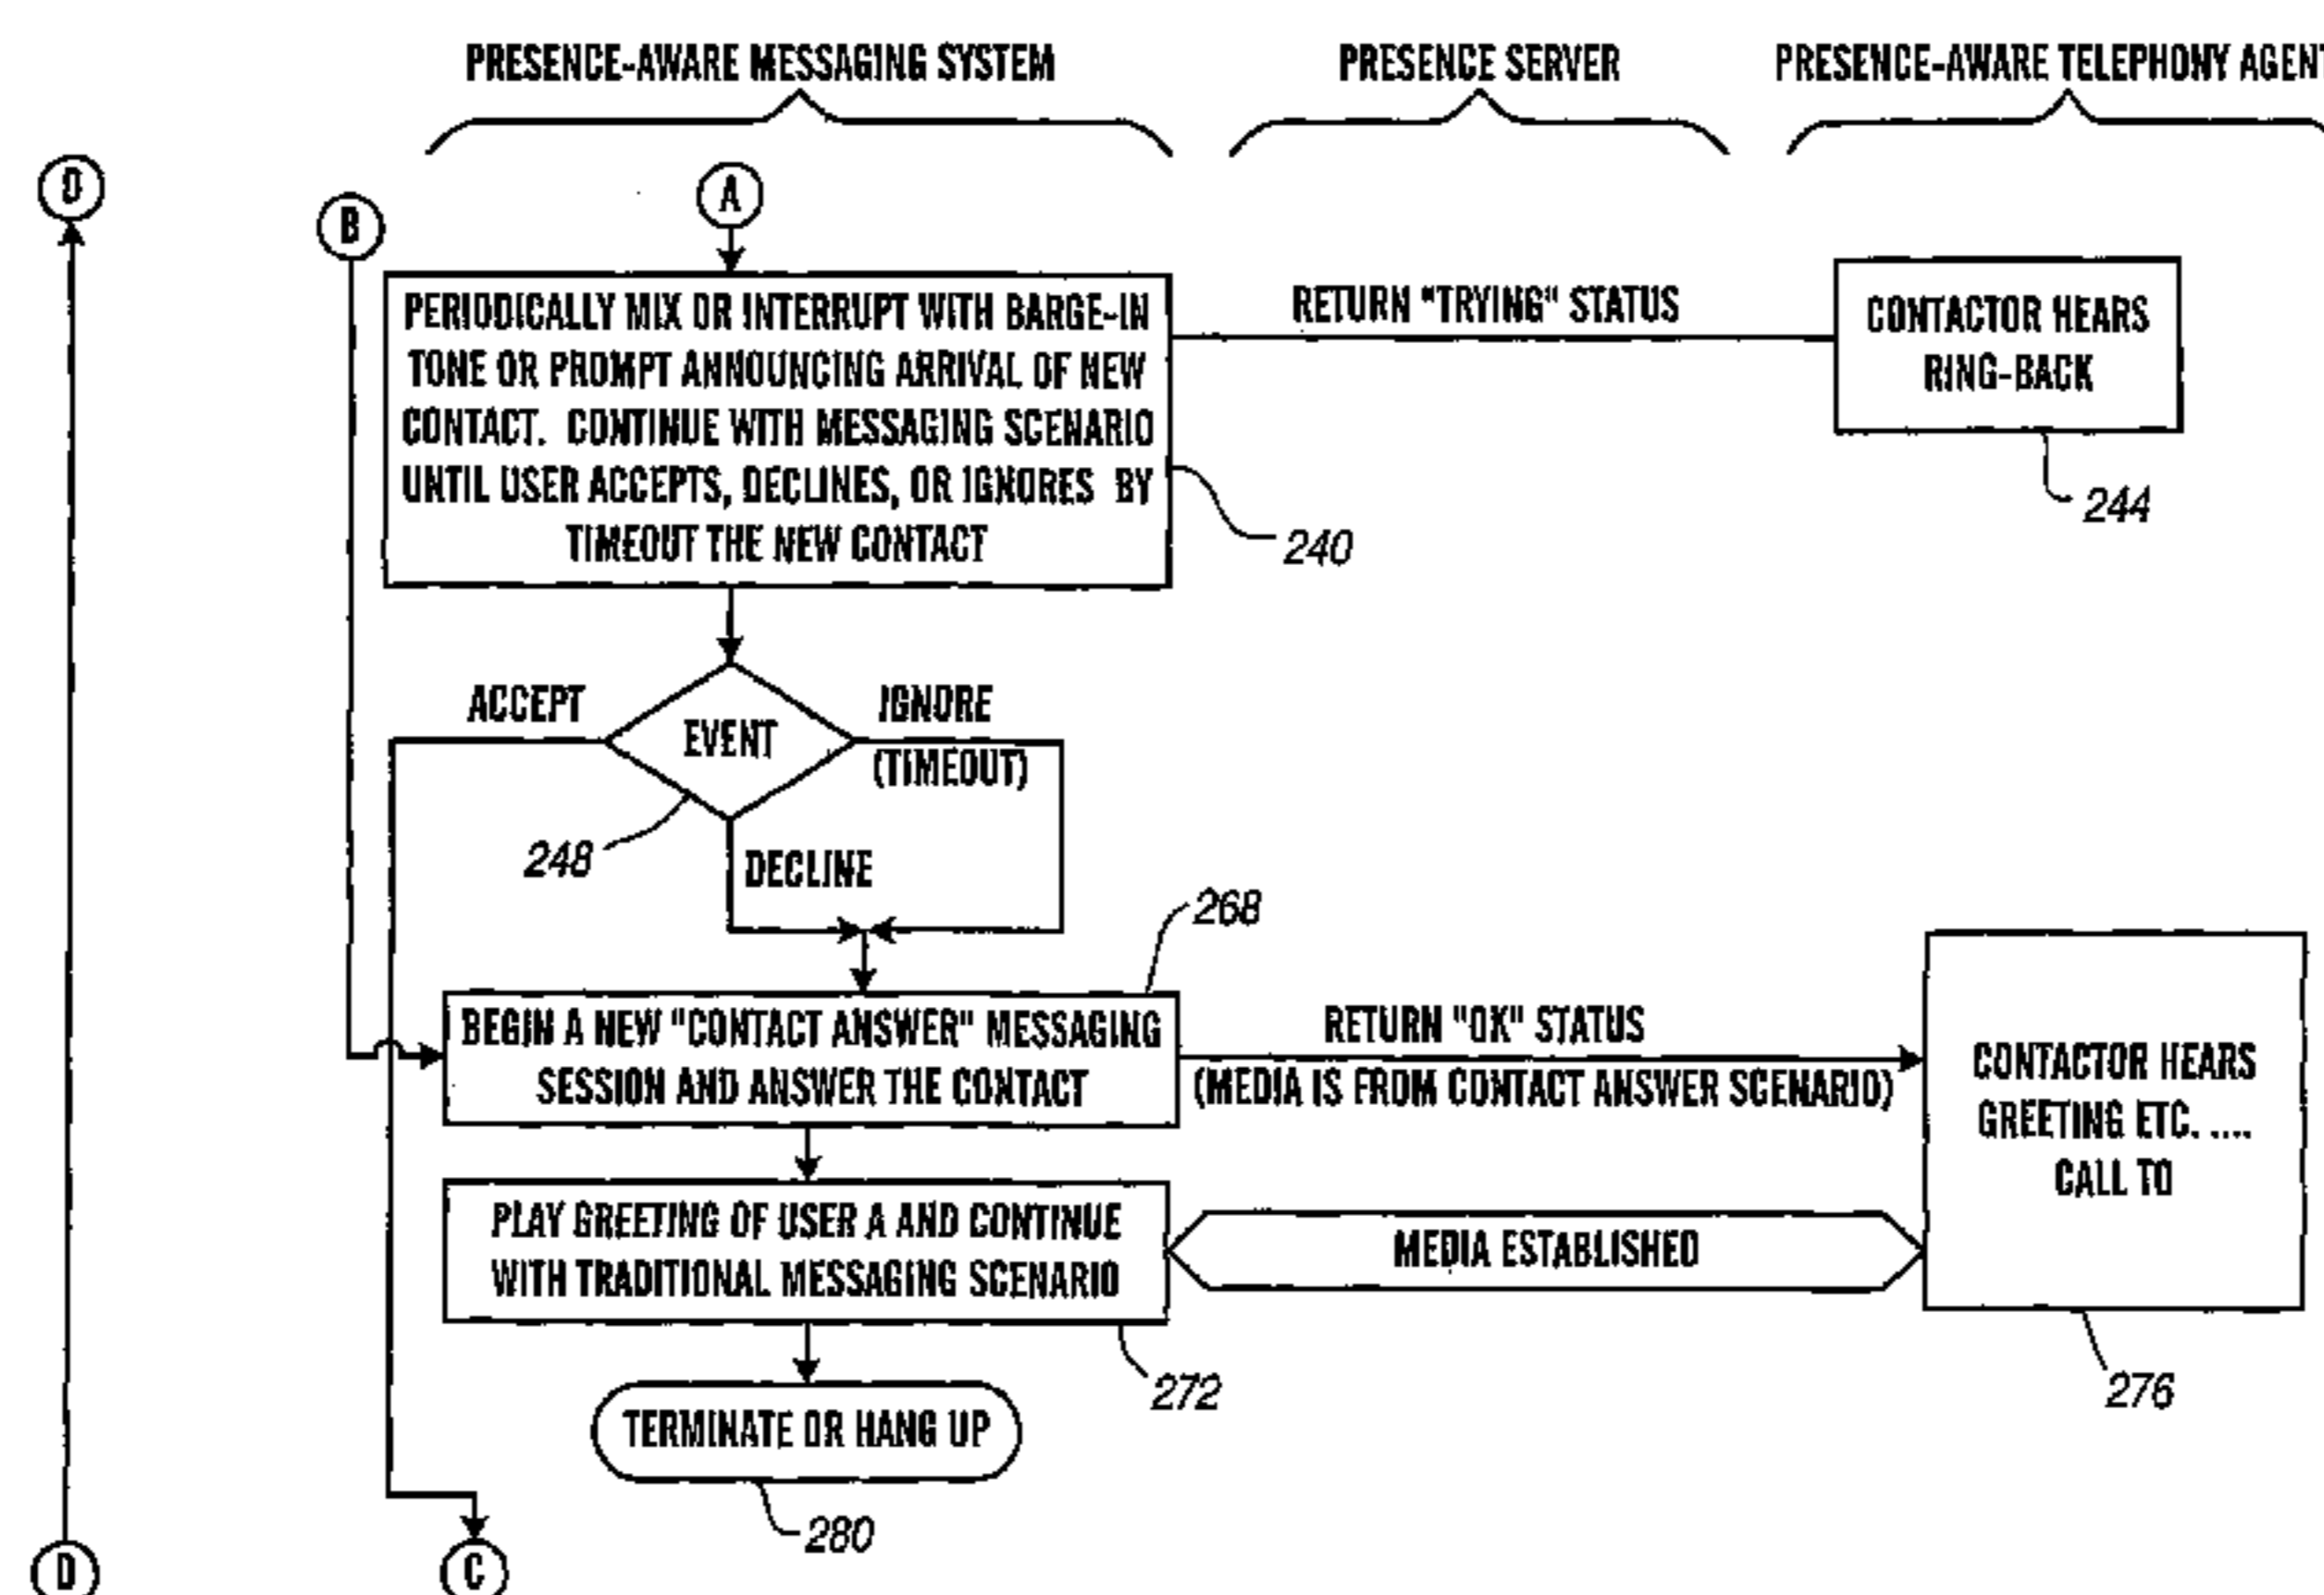 PRESENCE-AWARE MESSAGING SYSTEM
PRESENCE SERVER
PRESENCE-AWARE TELEPHONY AGENT
D
B
A
PERIODICALLY MIX OR INTERRUPT WITH BARGE-IN
TONE OR PROMPT ANNOUNCING ARRIVAL OF NEW
CONTACT. CONTINUE WITH MESSAGING SCENARIO
UNTIL USER ACCEPTS, DECLINES, OR IGNORES BY
TIMEOUT THE NEW CONTACT
240
RETURN "TRYING" STATUS
CONTACTOR HEARS
RING-BACK
244
ACCEPT
EVENT
IGNORE
(TIMEOUT)
248
DECLINE
268
BEGIN A NEW "CONTACT ANSWER" MESSAGING
SESSION AND ANSWER THE CONTACT
RETURN "OK" STATUS
(MEDIA IS FROM CONTACT ANSWER SCENARIO)
CONTACTOR HEARS
GREETING ETC. ....
CALL TO
PLAY GREETING OF USER A AND CONTINUE
WITH TRADITIONAL MESSAGING SCENARIO
MEDIA ESTABLISHED
272
276
TERMINATE OR HANG UP
280
D
C